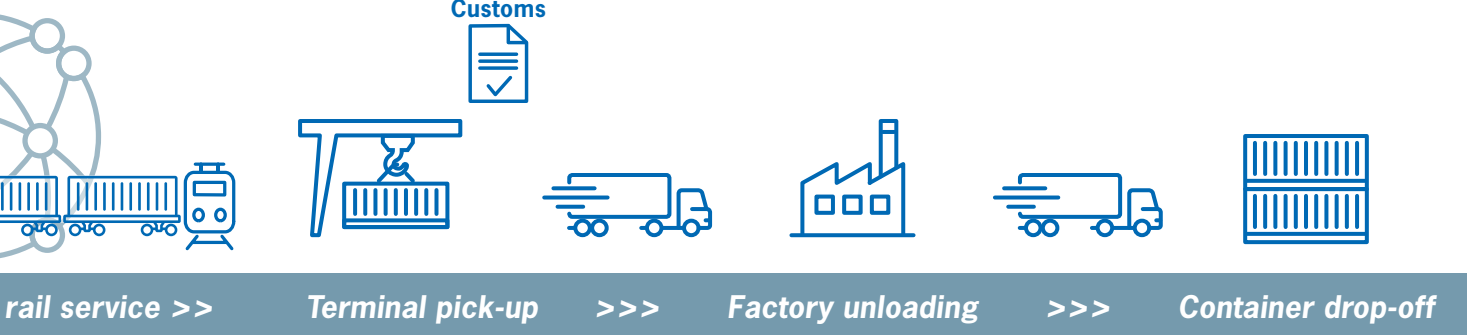 Customs
rail service >> Terminal pick-up >>> Factory unloading >>> Container drop-off